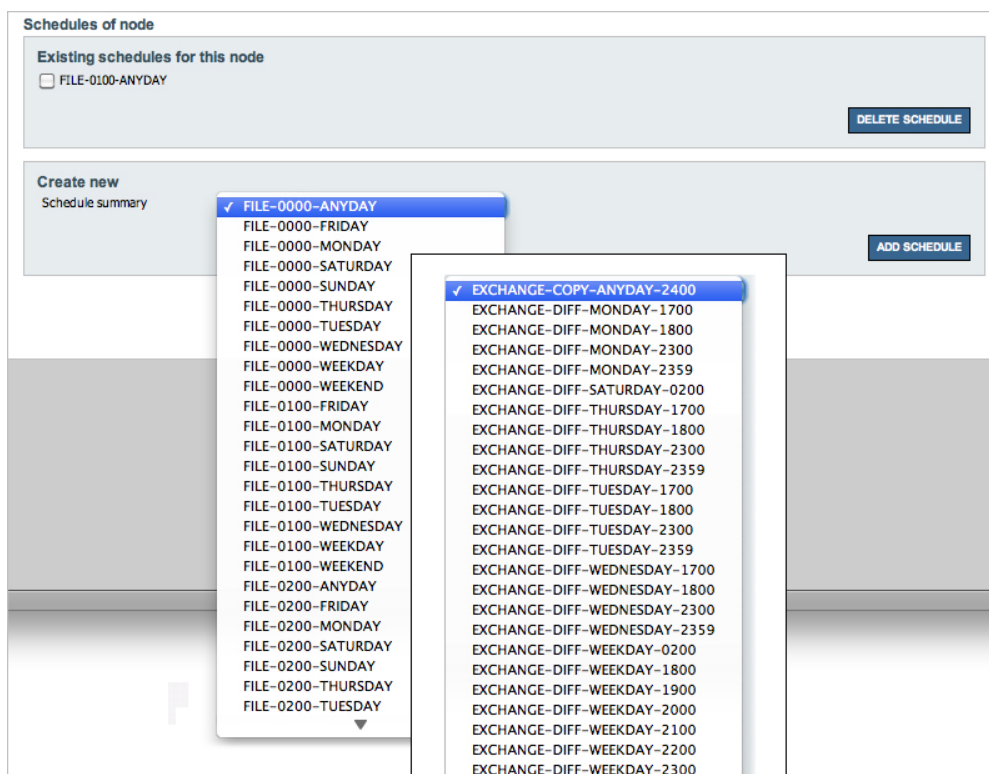 Schedules of node
Existing schedules for this node
FILE-0100-ANYDAY
DELETE SCHEDULE
Create new
Schedule summary
✓ FILE-0000-ANYDAY
FILE-0000-FRIDAY
FILE-0000-MONDAY
FILE-0000-SATURDAY
FILE-0000-SUNDAY
FILE-0000-THURSDAY
FILE-0000-TUESDAY
FILE-0000-WEDNESDAY
FILE-0000-WEEKDAY
FILE-0000-WEEKEND
FILE-0100-FRIDAY
FILE-0100-MONDAY
FILE-0100-SATURDAY
FILE-0100-SUNDAY
FILE-0100-THURSDAY
FILE-0100-TUESDAY
FILE-0100-WEDNESDAY
FILE-0100-WEEKDAY
FILE-0100-WEEKEND
FILE-0200-ANYDAY
FILE-0200-FRIDAY
FILE-0200-MONDAY
FILE-0200-SATURDAY
FILE-0200-SUNDAY
FILE-0200-THURSDAY
FILE-0200-TUESDAY
ADD SCHEDULE
✓ EXCHANGE-COPY-ANYDAY-2400
EXCHANGE-DIFF-MONDAY-1700
EXCHANGE-DIFF-MONDAY-1800
EXCHANGE-DIFF-MONDAY-2300
EXCHANGE-DIFF-MONDAY-2359
EXCHANGE-DIFF-SATURDAY-0200
EXCHANGE-DIFF-THURSDAY-1700
EXCHANGE-DIFF-THURSDAY-1800
EXCHANGE-DIFF-THURSDAY-2300
EXCHANGE-DIFF-THURSDAY-2359
EXCHANGE-DIFF-TUESDAY-1700
EXCHANGE-DIFF-TUESDAY-1800
EXCHANGE-DIFF-TUESDAY-2300
EXCHANGE-DIFF-TUESDAY-2359
EXCHANGE-DIFF-WEDNESDAY-1700
EXCHANGE-DIFF-WEDNESDAY-1800
EXCHANGE-DIFF-WEDNESDAY-2300
EXCHANGE-DIFF-WEDNESDAY-2359
EXCHANGE-DIFF-WEEKDAY-0200
EXCHANGE-DIFF-WEEKDAY-1800
EXCHANGE-DIFF-WEEKDAY-1900
EXCHANGE-DIFF-WEEKDAY-2000
EXCHANGE-DIFF-WEEKDAY-2100
EXCHANGE-DIFF-WEEKDAY-2200
EXCHANGE-DIFF-WEEKDAY-2300